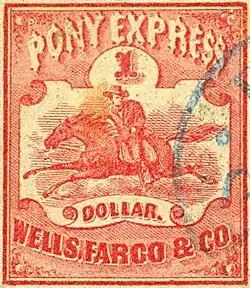 PONY EXPRESS
1
DOLLAR.
WELLS, FARGO & CO.